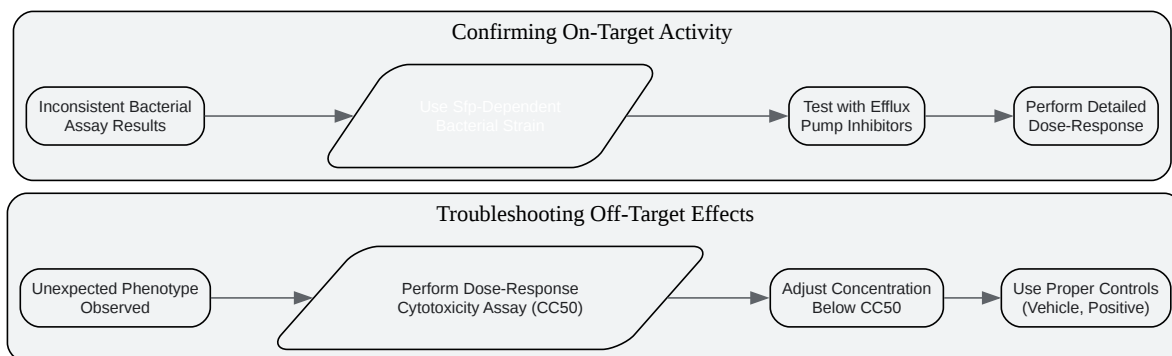 Confirming On-Target Activity
Inconsistent Bacterial
Assay Results
Use Sfp-Dependent
Bacterial Strain
Test with Efflux
Pump Inhibitors
Perform Detailed
Dose-Response
Troubleshooting Off-Target Effects
Unexpected Phenotype
Observed
Perform Dose-Response
Cytotoxicity Assay (CC50)
Adjust Concentration
Below CC50
Use Proper Controls
(Vehicle, Positive)